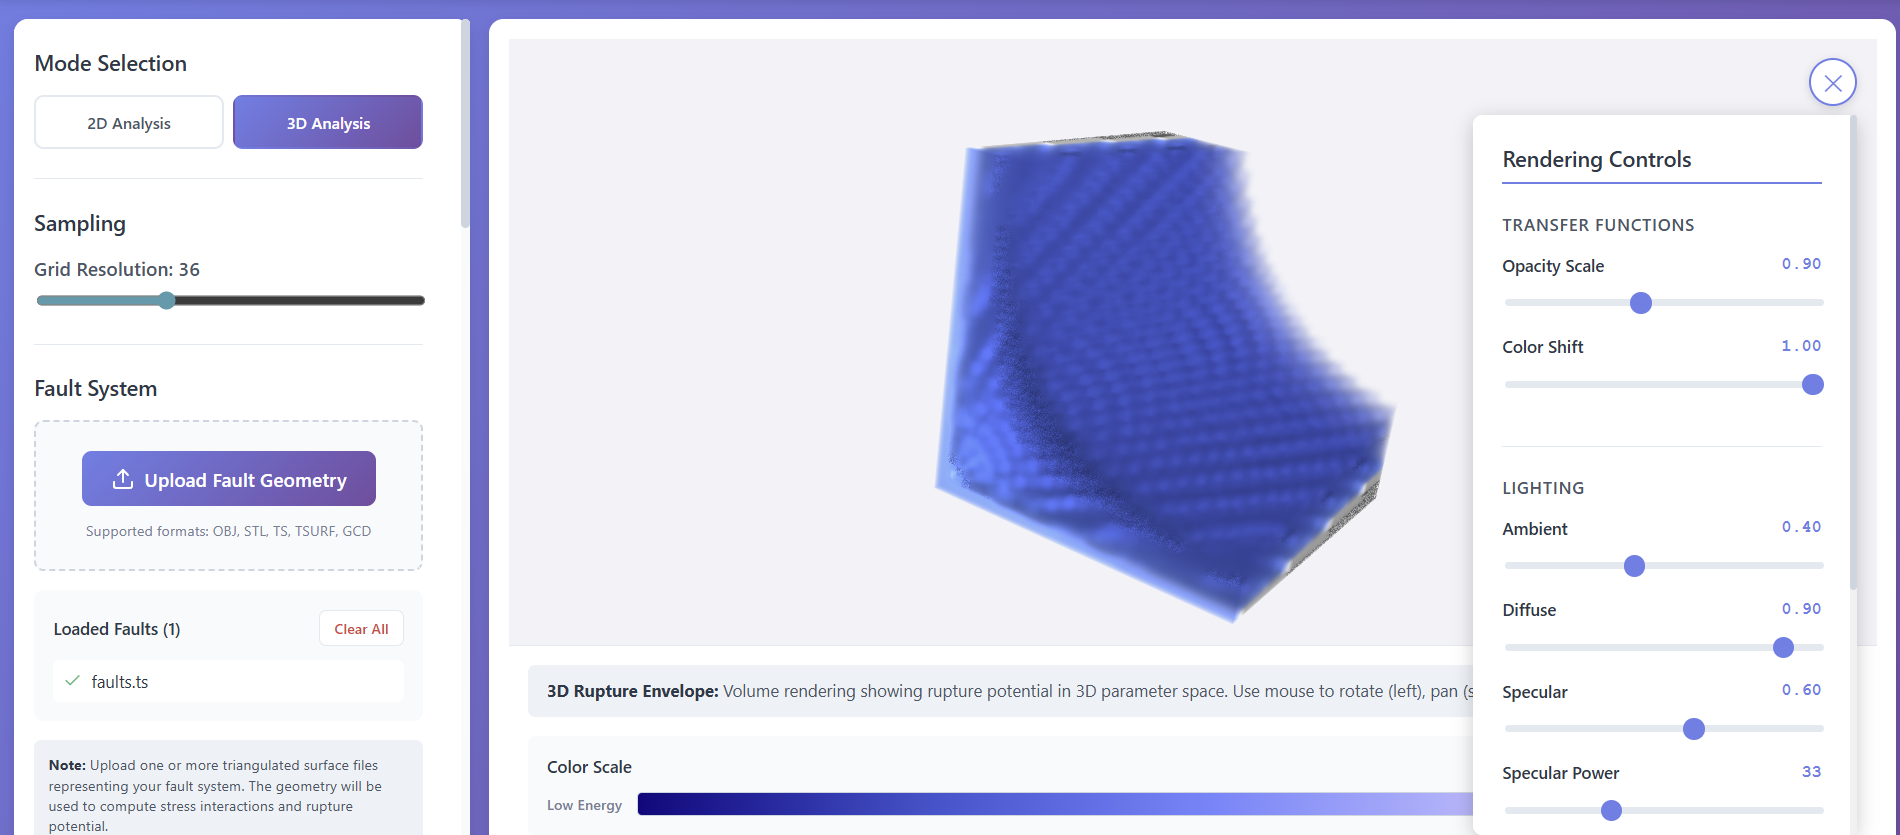 Mode Selection
2D Analysis
3D Analysis
Sampling
Grid Resolution: 36
Fault System
Upload Fault Geometry
Supported formats: OBJ, STL, TS, TSURF, GCD
Loaded Faults (1)
Clear All
faults.ts
Note: Upload one or more triangulated surface files
representing your fault system. The geometry will be
used to compute stress interactions and rupture
potential.
3D Rupture Envelope: Volume rendering showing rupture potential in 3D parameter space. Use mouse to rotate (left), pan (s
Color Scale
Low Energy
Rendering Controls
TRANSFER FUNCTIONS
Opacity Scale 0.90
Color Shift 1.00
LIGHTING
Ambient 0.40
Diffuse 0.90
Specular 0.60
Specular Power 33